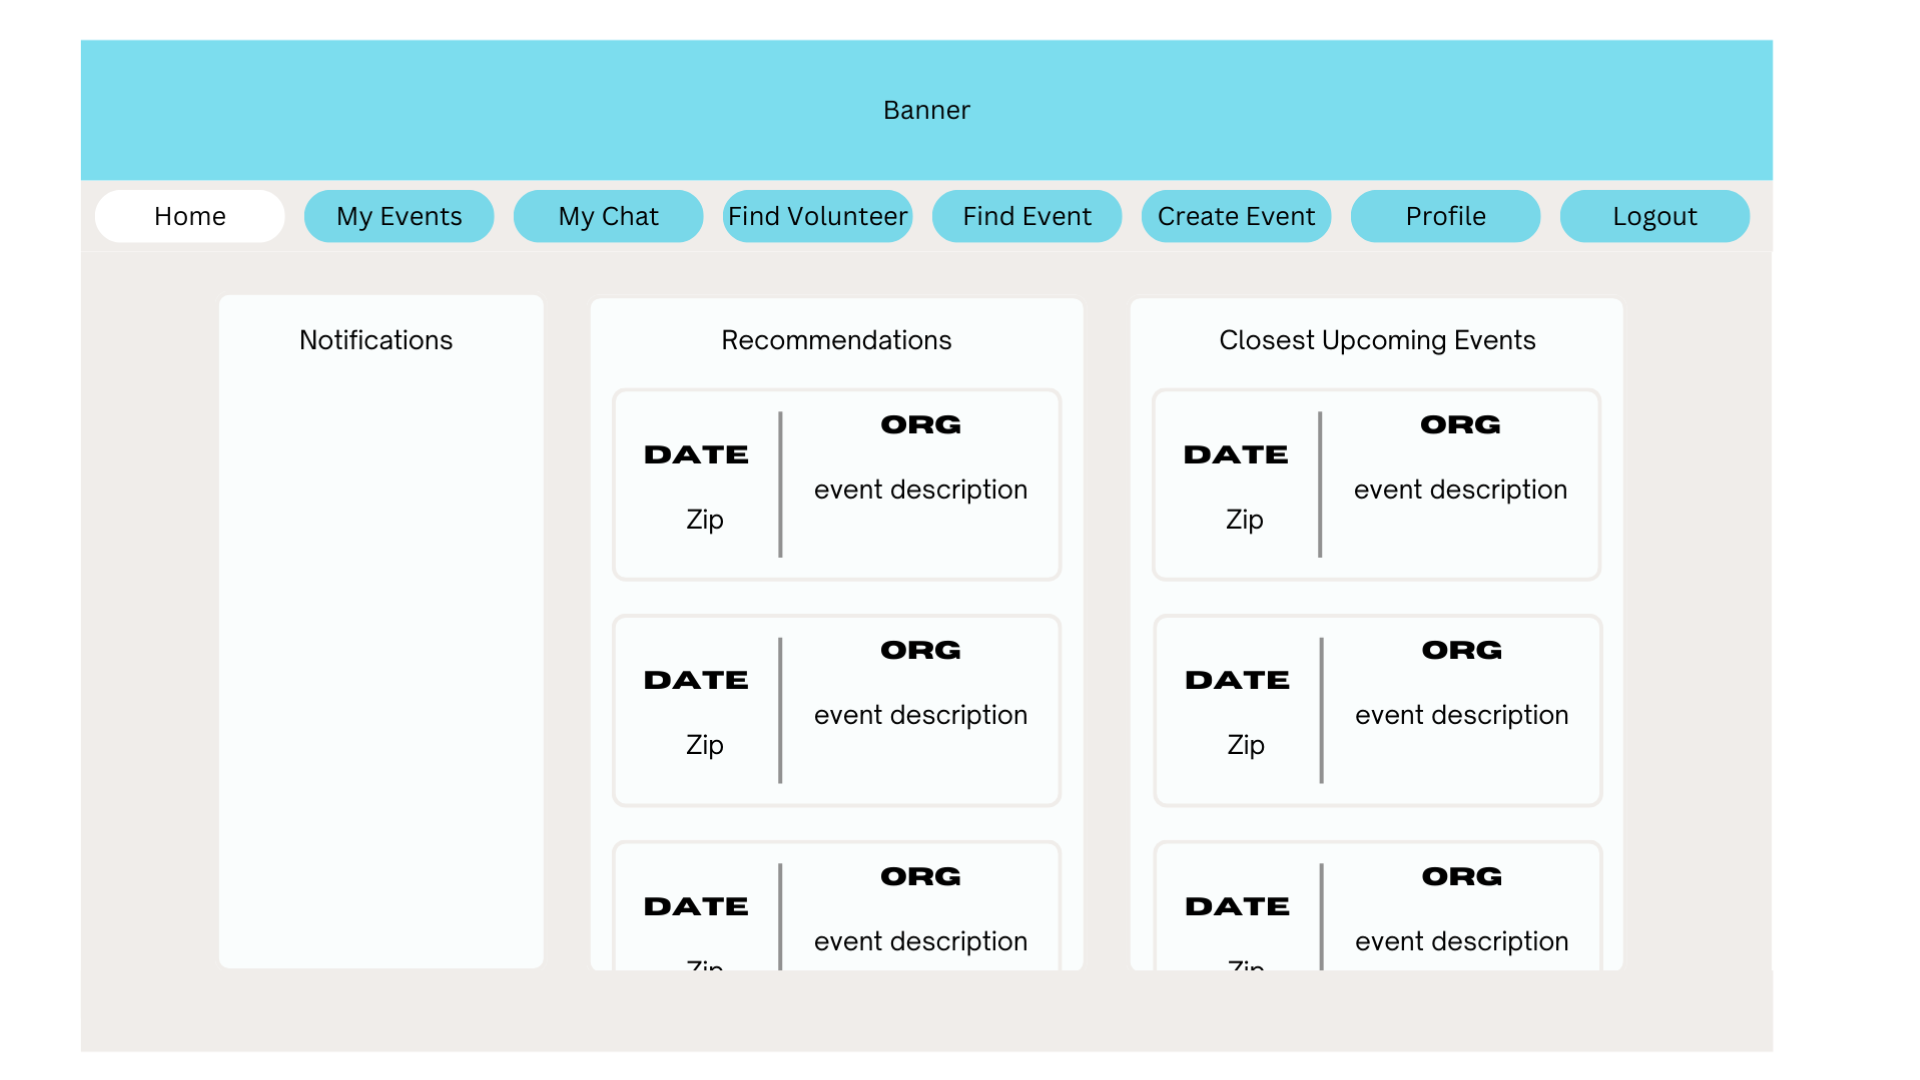 Banner
Home
My Events
My Chat
Find Volunteer
Find Event
Create Event
Profile
Logout
Notifications
Recommendations
DATE
Zip
ORG
event description
DATE
Zip
ORG
event description
DATE
Zip
ORG
event description
Closest Upcoming Events
DATE
Zip
ORG
event description
DATE
Zip
ORG
event description
DATE
Zip
ORG
event description